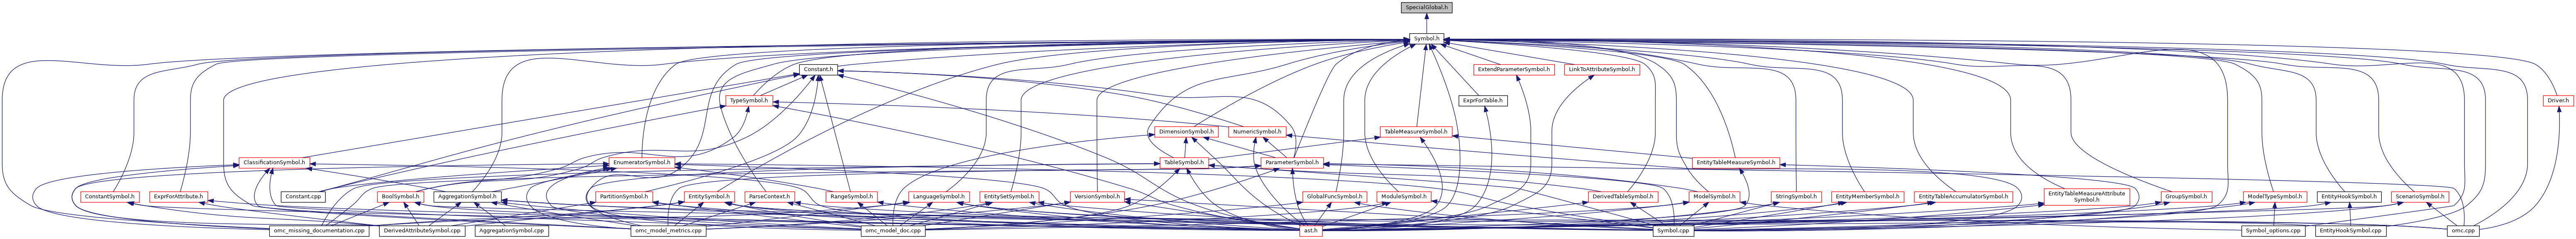 SpecialGlobal.h
Symbol.h
Constant.h
ExtendParameterSymbol.h
LinkToAttributeSymbol.h
TypeSymbol.h
ExprForTable.h
Driver.h
DimensionSymbol.h
NumericSymbol.h
TableMeasureSymbol.h
ClassificationSymbol.h
EnumeratorSymbol.h
TableSymbol.h
ParameterSymbol.h
EntityTableMeasureSymbol.h
ConstantSymbol.h
ExprForAttribute.h
Constant.cpp
BoolSymbol.h
AggregationSymbol.h
PartitionSymbol.h
EntitySymbol.h
ParseContext.h
RangeSymbol.h
LanguageSymbol.h
EntitySetSymbol.h
VersionSymbol.h
GlobalFuncSymbol.h
ModuleSymbol.h
DerivedTableSymbol.h
ModelSymbol.h
StringSymbol.h
EntityMemberSymbol.h
EntityTableAccumulatorSymbol.h
EntityTableMeasureAttribute
Symbol.h
GroupSymbol.h
ModelTypeSymbol.h
EntityHookSymbol.h
ScenarioSymbol.h
omc_missing_documentation.cpp
DerivedAttributeSymbol.cpp
AggregationSymbol.cpp
omc_model_metrics.cpp
omc_model_doc.cpp
ast.h
Symbol.cpp
Symbol_options.cpp
EntityHookSymbol.cpp
omc.cpp